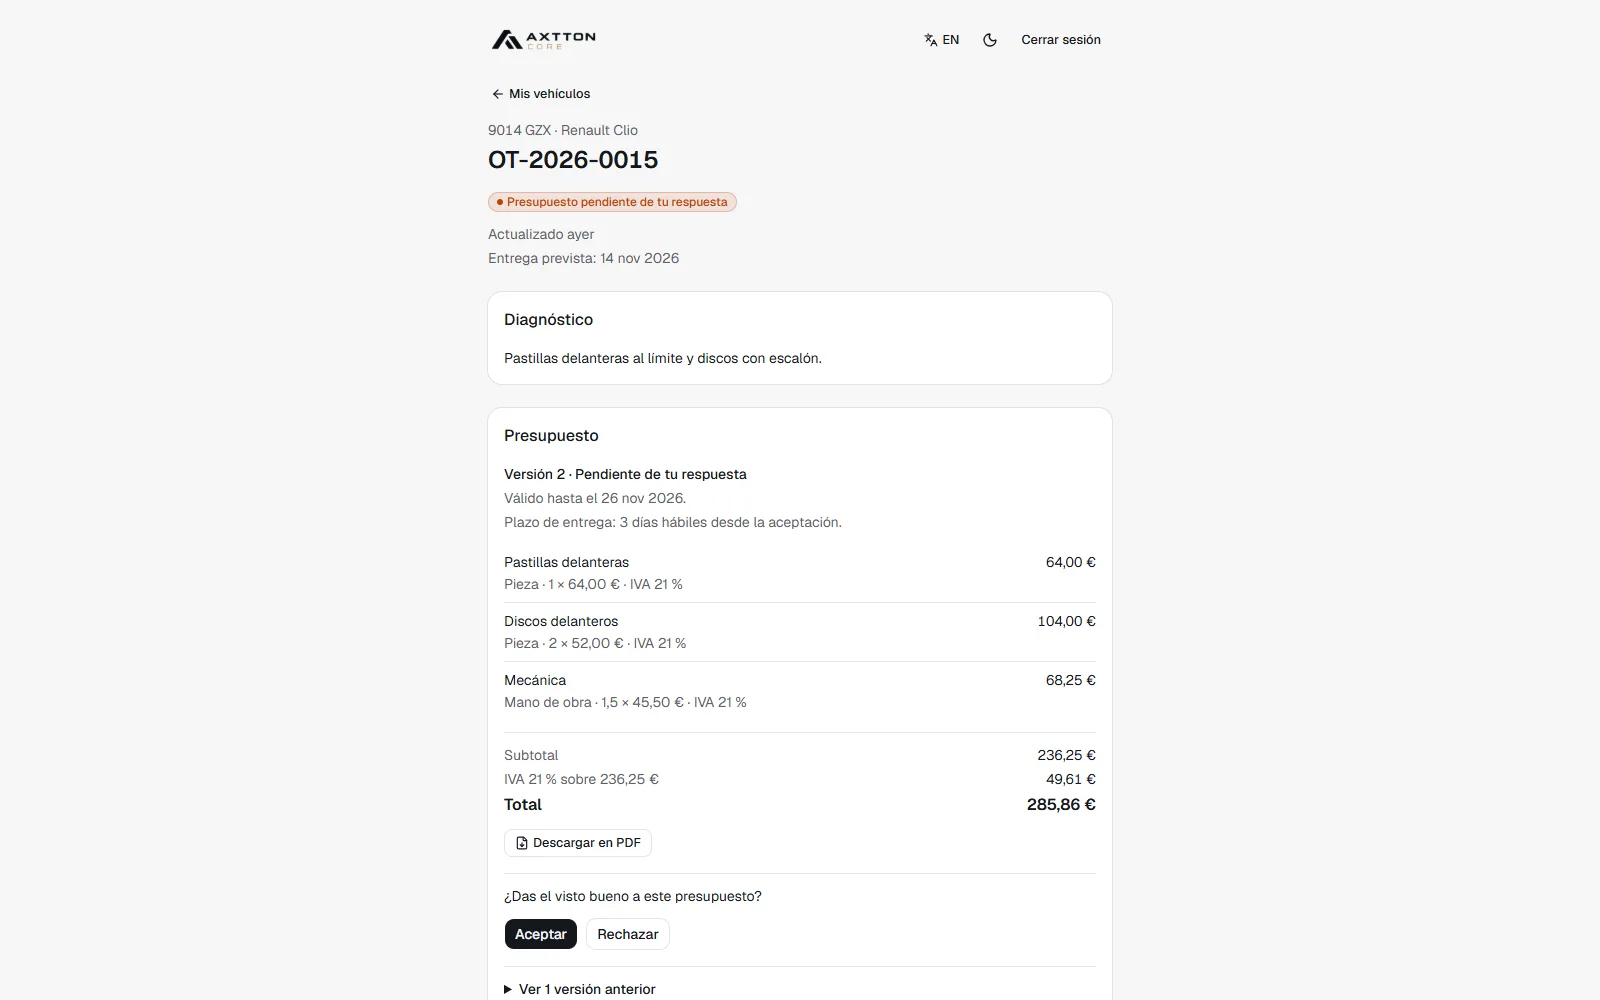 AXTTON
CORE
EN
Cerrar sesión
Mis vehículos
9014 GZX · Renault Clio
OT-2026-0015
Presupuesto pendiente de tu respuesta
Actualizado ayer
Entrega prevista: 14 nov 2026
Diagnóstico
Pastillas delanteras al límite y discos con escalón.
Presupuesto
Versión 2 · Pendiente de tu respuesta
Válido hasta el 26 nov 2026.
Plazo de entrega: 3 días hábiles desde la aceptación.
Pastillas delanteras 64,00 €
Pieza · 1 × 64,00 € · IVA 21 %
Discos delanteros 104,00 €
Pieza · 2 × 52,00 € · IVA 21 %
Mecánica 68,25 €
Mano de obra · 1,5 × 45,50 € · IVA 21 %
Subtotal 236,25 €
IVA 21 % sobre 236,25 € 49,61 €
Total 285,86 €
Descargar en PDF
¿Das el visto bueno a este presupuesto?
Aceptar Rechazar
Ver 1 versión anterior